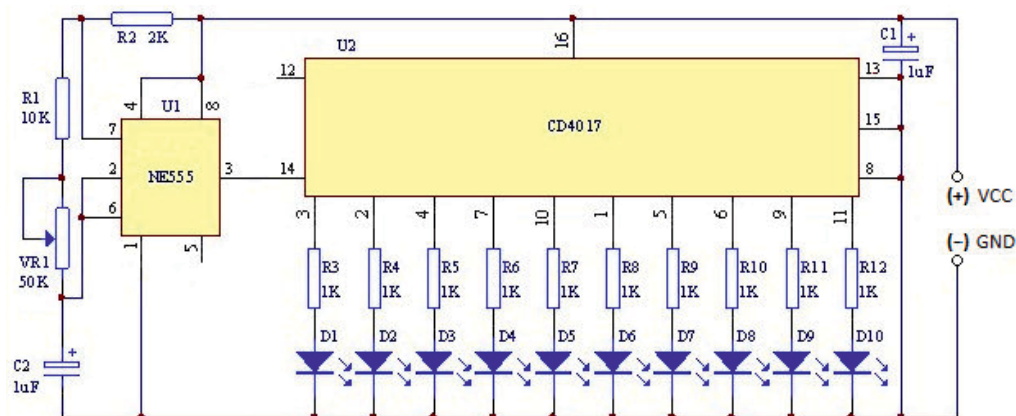 R2 2K
U2
16
C1
+
1uF
12
13
R1
10K
4
U1
8
7
CD4017
15
2
NE555
3
14
8
6
(+) VCC
3
2
4
7
10
1
5
6
9
11
1
5
(−) GND
VR1
50K
R3
1K
R4
1K
R5
1K
R6
1K
R7
1K
R8
1K
R9
1K
R10
1K
R11
1K
R12
1K
D1
D2
D3
D4
D5
D6
D7
D8
D9
D10
C2
+
1uF